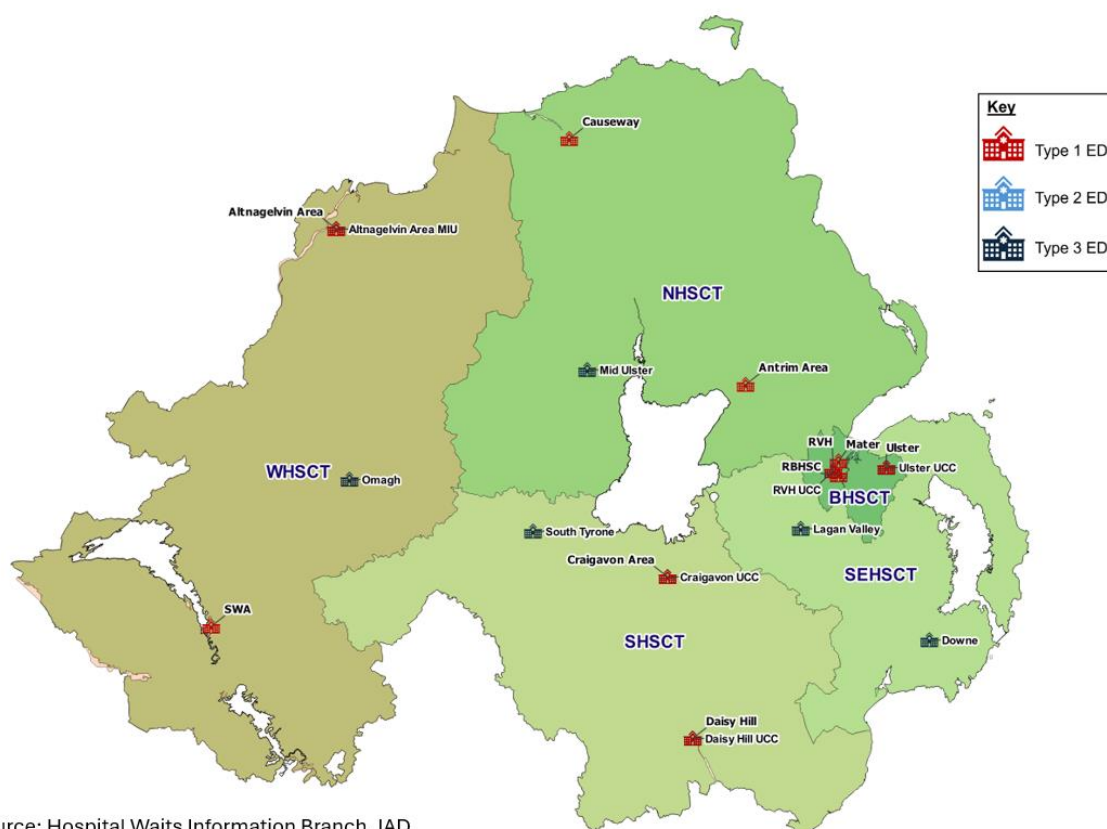 Causeway
Key
Type 1 ED
Type 2 ED
Type 3 ED
Altnagelvin Area
Altnagelvin Area MIU
NHSCT
Mid Ulster
Antrim Area
RVH
Mater
Ulster
RBHSC
Ulster UCC
WHSCT
Omagh
RVH UCC
BHSCT
South Tyrone
Lagan Valley
Craigavon Area
Craigavon UCC
SEHSCT
SWA
SHSCT
Downe
Daisy Hill
Daisy Hill UCC
urce: Hospital Waits Information Branch, IAD